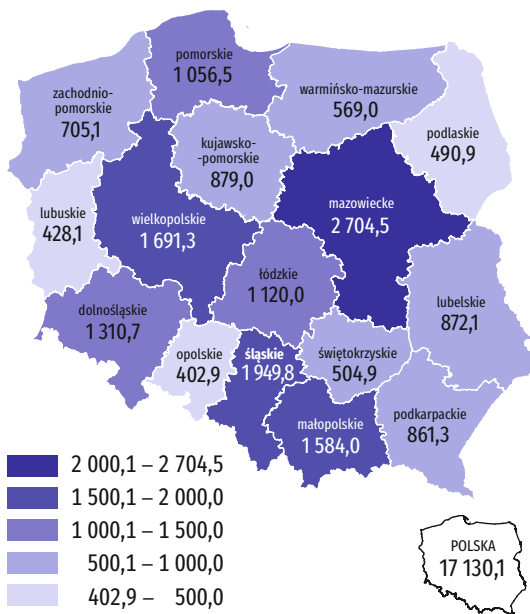 pomorskie
1 056,5
zachodnio-
pomorskie
705,1
warmińsko-mazurskie
569,0
podlaskie
490,9
kujawsko-
-pomorskie
879,0
lubuskie
428,1
wielkopolskie
1 691,3
mazowieckie
2 704,5
łódzkie
1 120,0
dolnośląskie
1 310,7
lubelskie
872,1
opolskie
402,9
śląskie
1 949,8
świętokrzyskie
504,9
małopolskie
1 584,0
podkarpackie
861,3
2 000,1 – 2 704,5
1 500,1 – 2 000,0
1 000,1 – 1 500,0
500,1 – 1 000,0
402,9 – 500,0
POLSKA
17 130,1